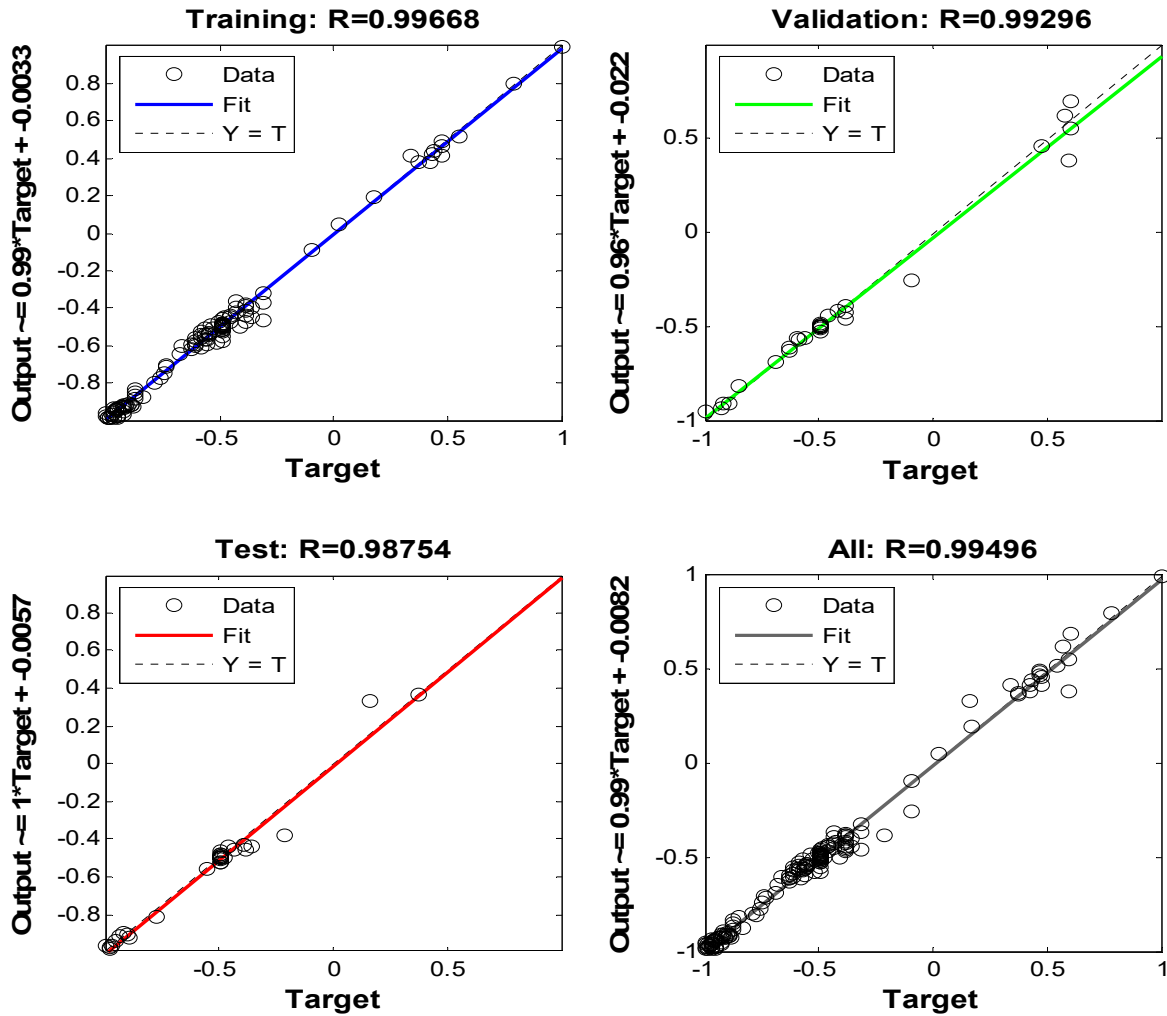 Training: R=0.99668
Output ~= 0.99*Target + -0.0033
Data
Fit
Y = T
0.8
0.6
0.4
0.2
0
-0.2
-0.4
-0.6
-0.8
-0.5
0
0.5
1
Target
Validation: R=0.99296
Output ~= 0.96*Target + -0.022
Data
Fit
Y = T
0.5
0
-0.5
-1
-1
-0.5
0
0.5
Target
Test: R=0.98754
Output ~= 1*Target + -0.0057
Data
Fit
Y = T
0.8
0.6
0.4
0.2
0
-0.2
-0.4
-0.6
-0.8
-0.5
0
0.5
Target
All: R=0.99496
Output ~= 0.99*Target + -0.0082
Data
Fit
Y = T
1
0.5
0
-0.5
-1
-1
-0.5
0
0.5
1
Target